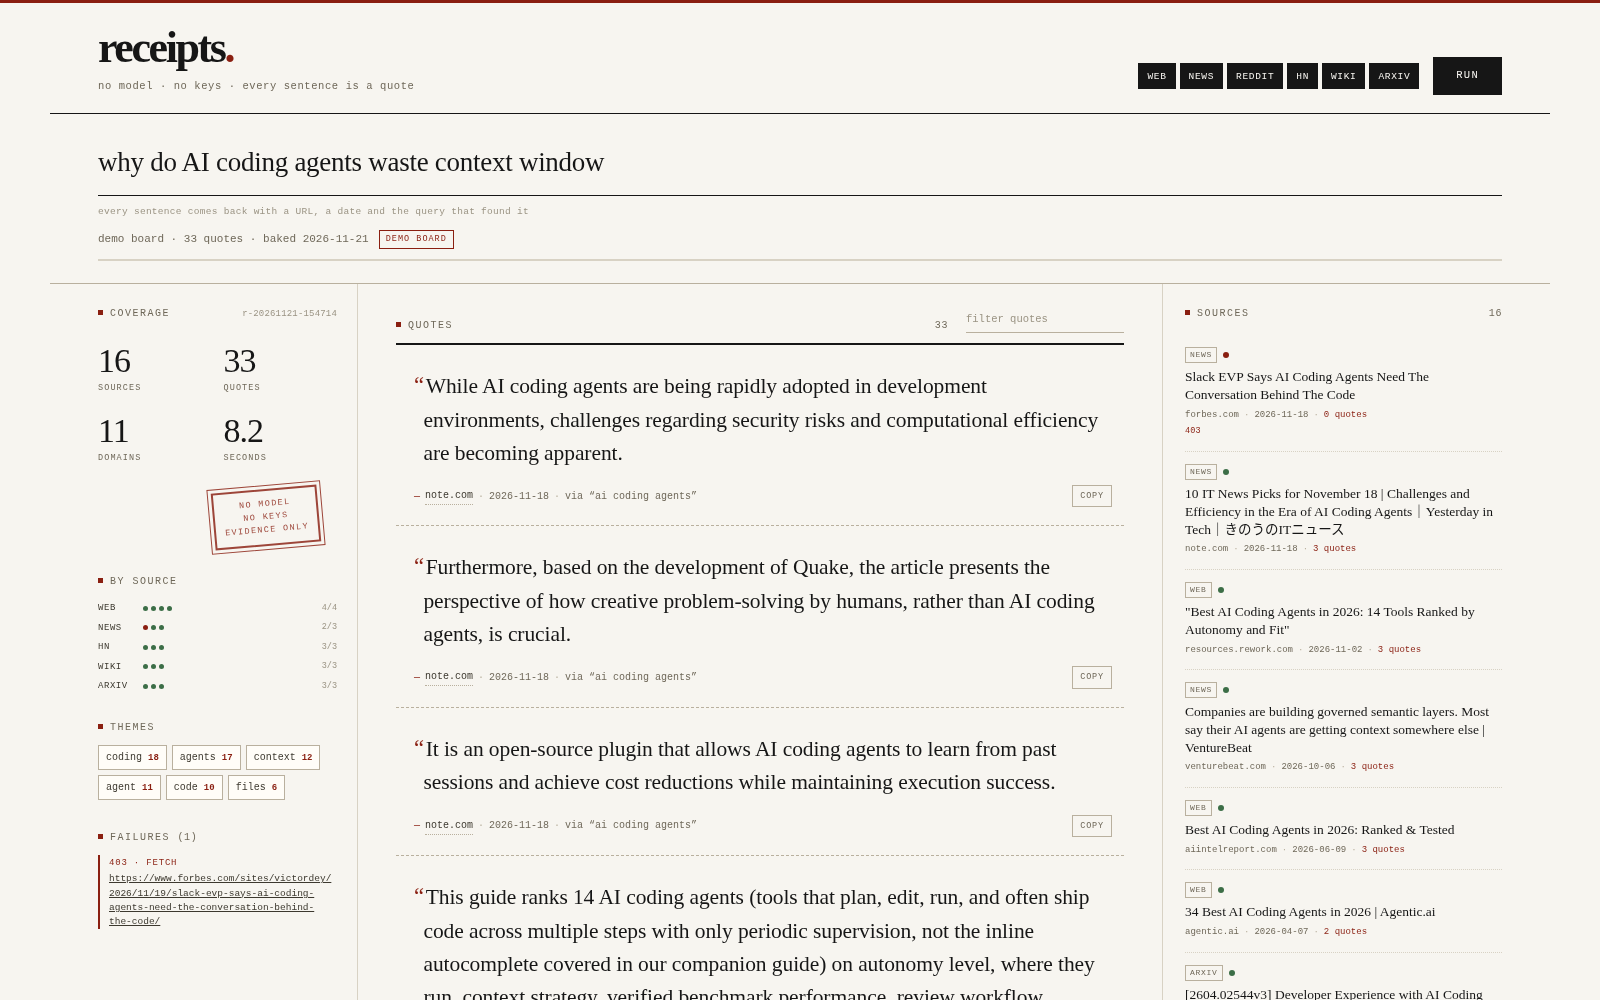 receipts.
no model · no keys · every sentence is a quote
WEB NEWS REDDIT HN WIKI ARXIV RUN
why do AI coding agents waste context window
every sentence comes back with a URL, a date and the query that found it
demo board · 33 quotes · baked 2026-11-21 DEMO BOARD
COVERAGE r-20261121-154714
16 33
SOURCES QUOTES
11 8.2
DOMAINS SECONDS
NO MODEL
NO KEYS
EVIDENCE ONLY
BY SOURCE
WEB 4/4
NEWS 2/3
HN 3/3
WIKI 3/3
ARXIV 3/3
THEMES
coding 18 agents 17 context 12
agent 11 code 10 files 6
FAILURES (1)
403 · FETCH
https://www.forbes.com/sites/victordey/
2026/11/19/slack-evp-says-ai-coding-
agents-need-the-conversation-behind-
the-code/
QUOTES 33 filter quotes
“While AI coding agents are being rapidly adopted in development
environments, challenges regarding security risks and computational efficiency
are becoming apparent.
— note.com · 2026-11-18 · via “ai coding agents” COPY
“Furthermore, based on the development of Quake, the article presents the
perspective of how creative problem-solving by humans, rather than AI coding
agents, is crucial.
— note.com · 2026-11-18 · via “ai coding agents” COPY
“It is an open-source plugin that allows AI coding agents to learn from past
sessions and achieve cost reductions while maintaining execution success.
— note.com · 2026-11-18 · via “ai coding agents” COPY
“This guide ranks 14 AI coding agents (tools that plan, edit, run, and often ship
code across multiple steps with only periodic supervision, not the inline
autocomplete covered in our companion guide) on autonomy level, where they
run, context strategy, verified benchmark performance, review workflow,
SOURCES 16
NEWS
Slack EVP Says AI Coding Agents Need The
Conversation Behind The Code
forbes.com · 2026-11-18 · 0 quotes
403
NEWS
10 IT News Picks for November 18 | Challenges and
Efficiency in the Era of AI Coding Agents｜Yesterday in
Tech｜きのうのITニュース
note.com · 2026-11-18 · 3 quotes
WEB
"Best AI Coding Agents in 2026: 14 Tools Ranked by
Autonomy and Fit"
resources.rework.com · 2026-11-02 · 3 quotes
NEWS
Companies are building governed semantic layers. Most
say their AI agents are getting context somewhere else |
VentureBeat
venturebeat.com · 2026-10-06 · 3 quotes
WEB
Best AI Coding Agents in 2026: Ranked & Tested
aiintelreport.com · 2026-06-09 · 3 quotes
WEB
34 Best AI Coding Agents in 2026 | Agentic.ai
agentic.ai · 2026-04-07 · 2 quotes
ARXIV
[2604.02544v3] Developer Experience with AI Coding